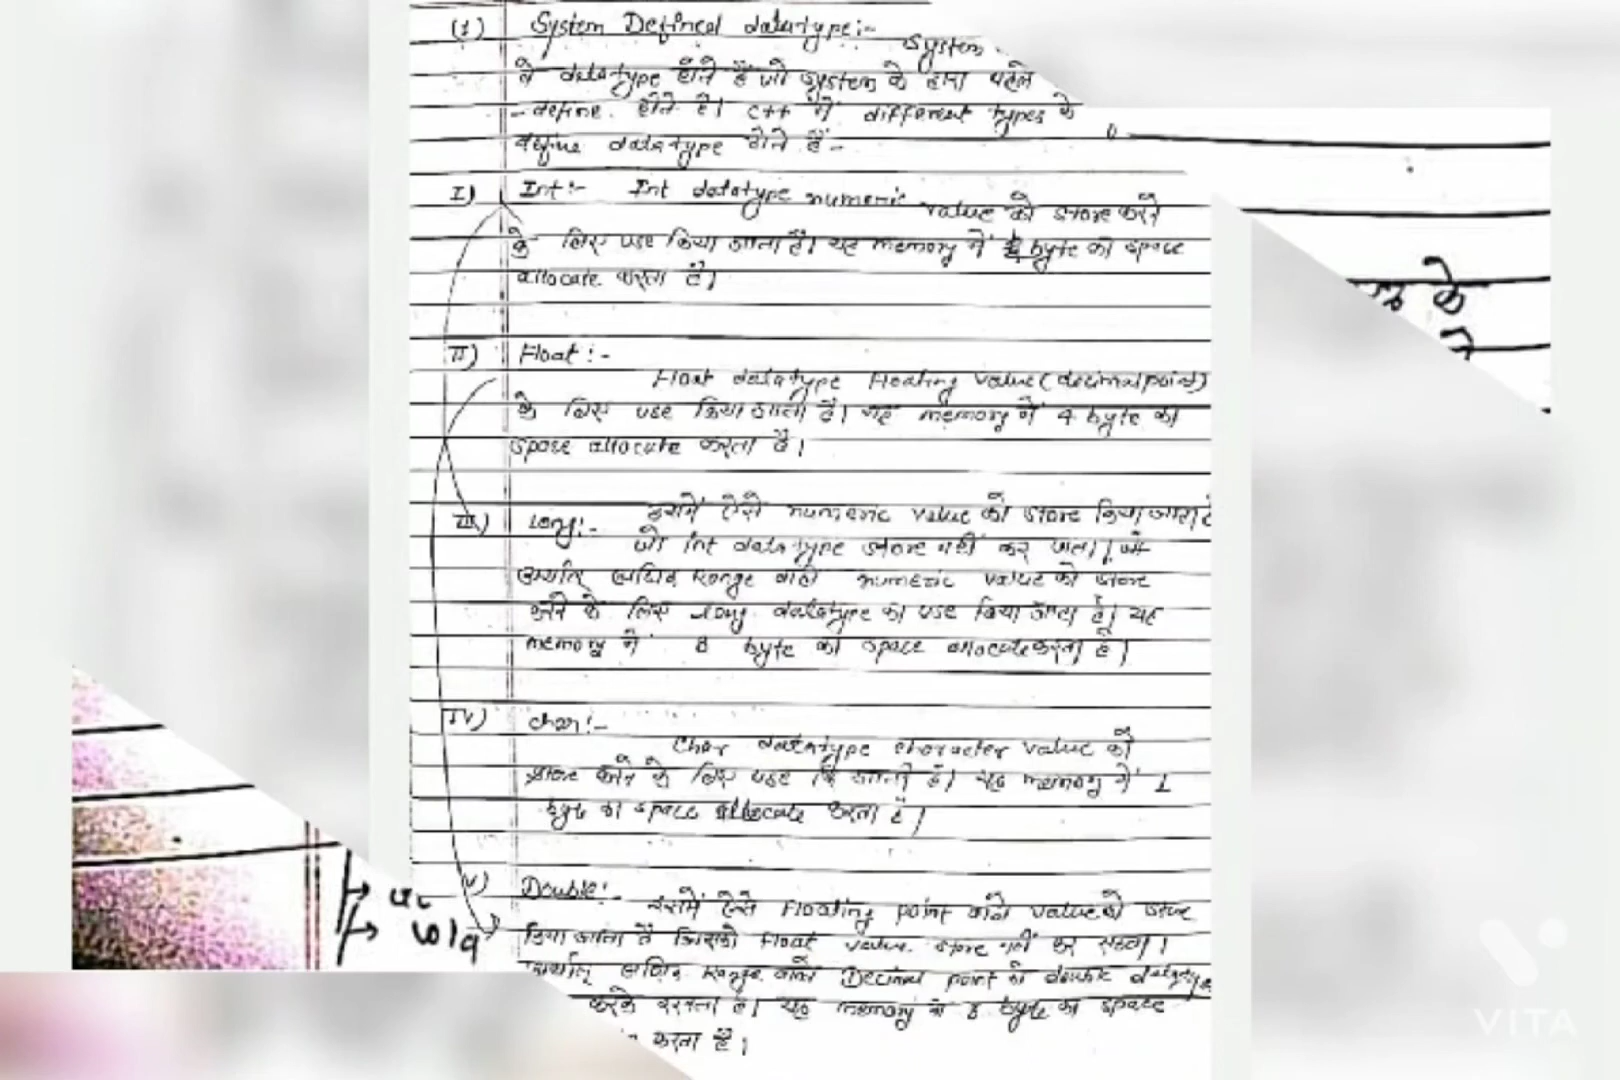 (1) System Defined datatype:- System
वे datatype होते हैं जो system के द्वारा पहले
-define होते है। C++ में different types के
define datatype होते हैं-
I) Int:- Int datatype numeric value को store करने
के लिए use किया जाता है। यह memory में byte का space
allocate करता है।
II) Float:-
Float datatype Floating value (decimal point)
के लिए use किया जाता है। यह memory में 4 byte का
space allocate करता है।
III) Long:- इसमें ऐसे numeric value को store किया जाता है
जो int datatype store नहीं कर पाता।
अर्थात् अधिक Range वाले numeric value को store
करने के लिए long datatype का use किया जाता है। यह
memory में 8 byte का space allocate करता है।
IV) char:-
Char datatype character value को
store करने के लिए use कि जाती है। यह memory में 1
byte का space allocate करता है।
V) Double:- इसमें ऐसे Floating point वाले value को store
किया जाता है जिसको float value store नहीं कर सकता।
अर्थात् अधिक Range वाले Decimal point को double datatype
करके रखता है। यह memory में 8 byte का space
करता है।
के
में
VITA